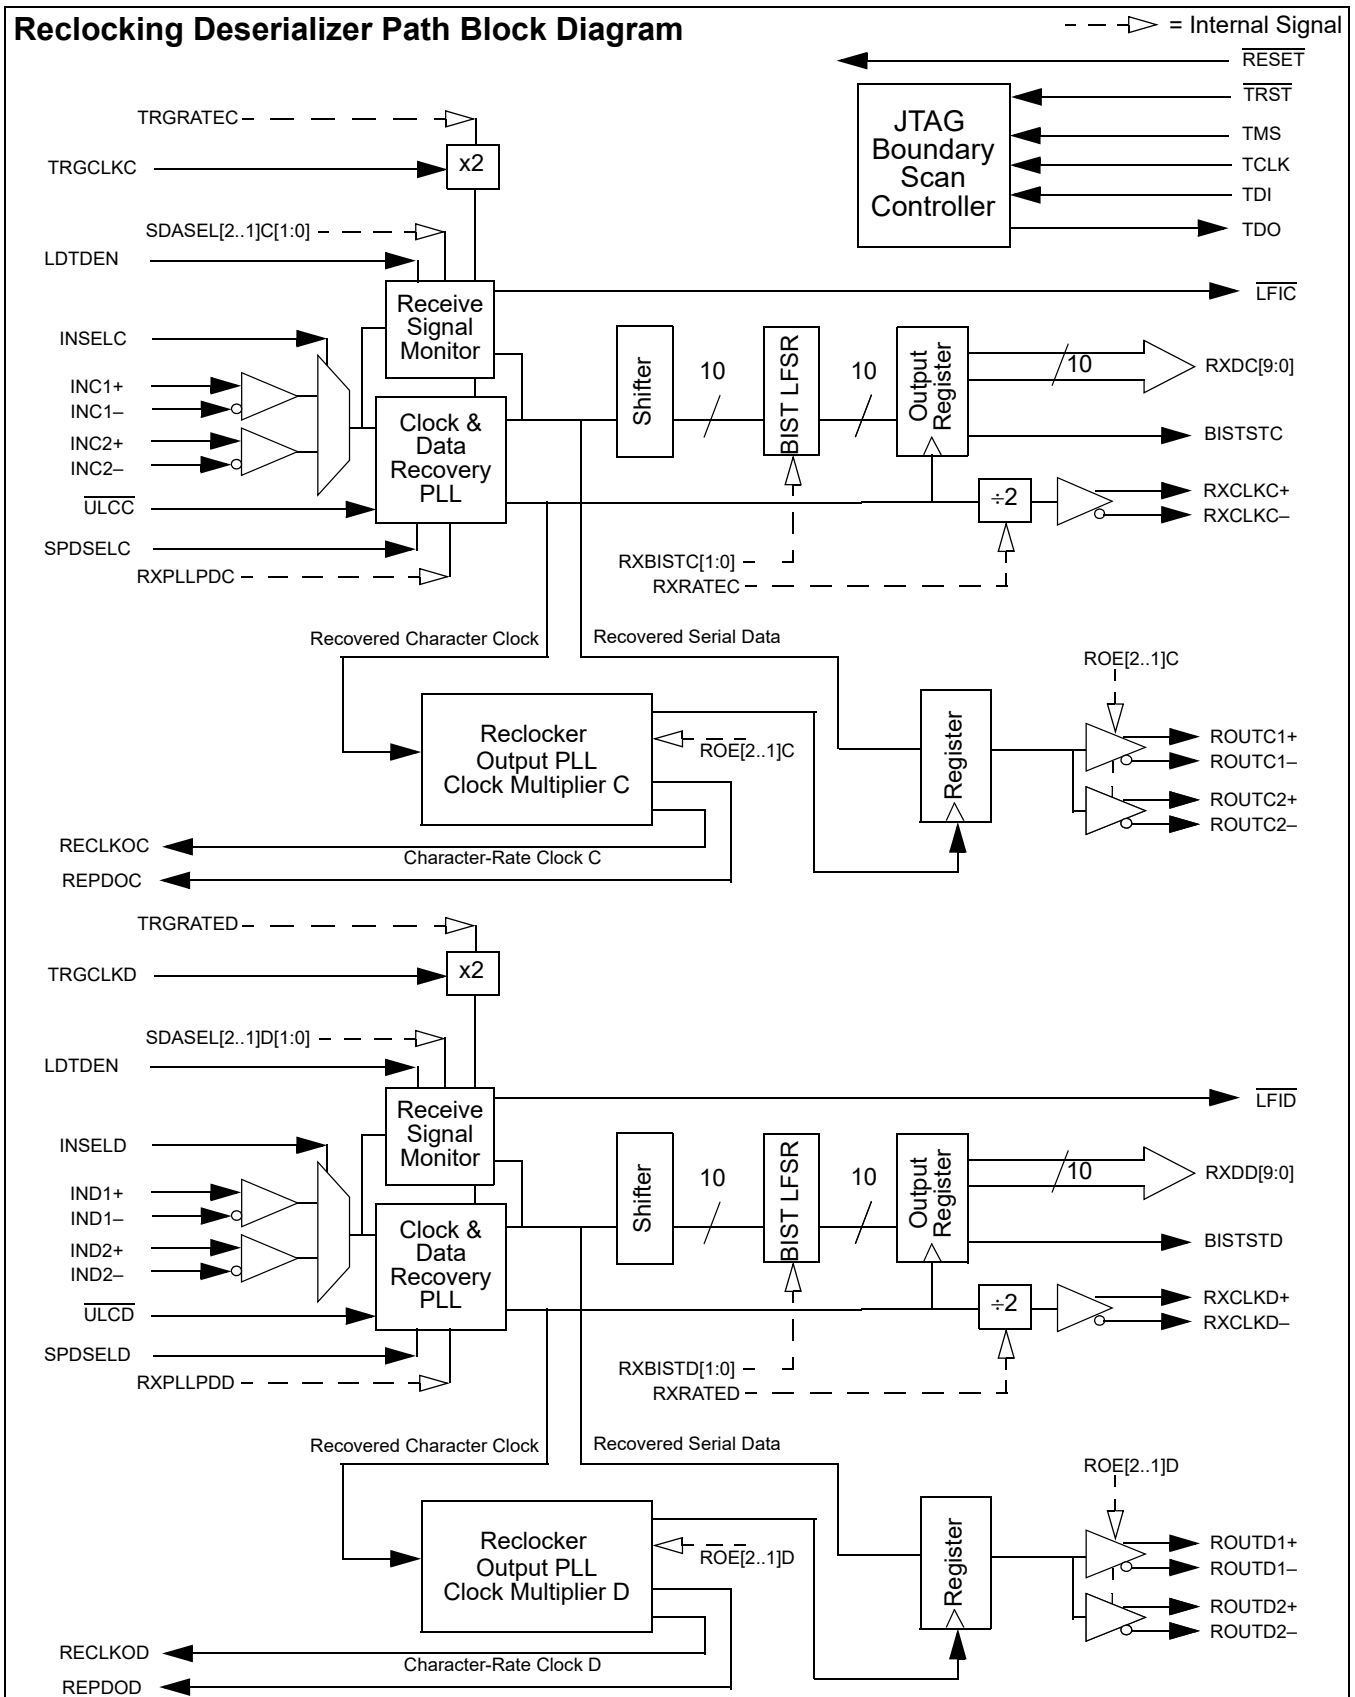 Reclocking Deserializer Path Block Diagram
= Internal Signal
RESET
TRST
TMS
TCLK
TDI
TDO
JTAG
Boundary
Scan
Controller
TRGRATEC
TRGCLKC
x2
SDASEL[2..1]C[1:0]
LDTDEN
Receive
Signal
Monitor
LFIC
INSELC
INC1+
INC1–
INC2+
INC2–
ULCC
SPDSELC
RXPLLPDC
Clock &
Data
Recovery
PLL
Shifter
10
BIST LFSR
10
Output
Register
10
RXDC[9:0]
BISTSTC
÷2
RXCLKC+
RXCLKC–
RXBISTC[1:0]
RXRATEC
Recovered Character Clock
Recovered Serial Data
Reclocker
Output PLL
Clock Multiplier C
ROE[2..1]C
Register
ROE[2..1]C
ROUTC1+
ROUTC1–
ROUTC2+
ROUTC2–
RECLKOC
Character-Rate Clock C
REPDOC
TRGRATED
TRGCLKD
x2
SDASEL[2..1]D[1:0]
LDTDEN
Receive
Signal
Monitor
LFID
INSELD
IND1+
IND1–
IND2+
IND2–
ULCD
SPDSELD
RXPLLPDD
Clock &
Data
Recovery
PLL
Shifter
10
BIST LFSR
10
Output
Register
10
RXDD[9:0]
BISTSTD
÷2
RXCLKD+
RXCLKD–
RXBISTD[1:0]
RXRATED
Recovered Character Clock
Recovered Serial Data
Reclocker
Output PLL
Clock Multiplier D
ROE[2..1]D
Register
ROE[2..1]D
ROUTD1+
ROUTD1–
ROUTD2+
ROUTD2–
RECLKOD
Character-Rate Clock D
REPDOD